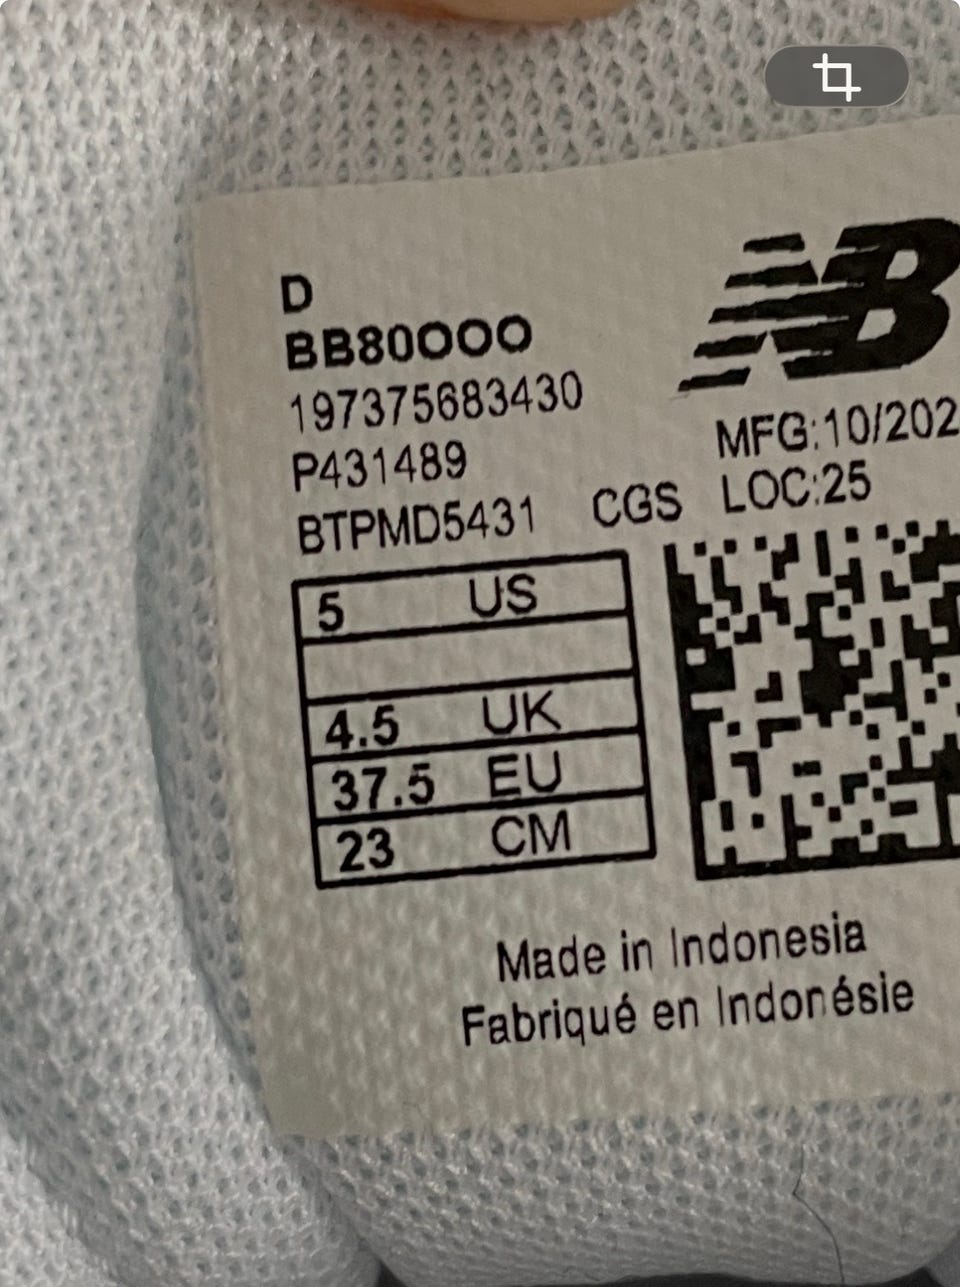 D
BB80OOO
197375683430
P431489
BTPMD5431 CGS
NB
MFG:10/202
LOC:25
5 US
4.5 UK
37.5 EU
23 CM
Made in Indonesia
Fabriqué en Indonésie